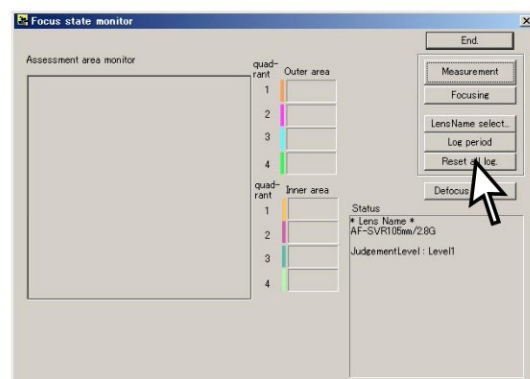 Focus state monitor
End.
Assessment area monitor
quad-
rant
Outer area
1
2
3
4
quad-
rant
Inner area
1
2
3
4
Measurement
Focusing
LensName select..
Log period
Reset all log.
Defocus
Status
* Lens Name *
AF-SVR105mm/2.8G
JudgementLevel : Level1